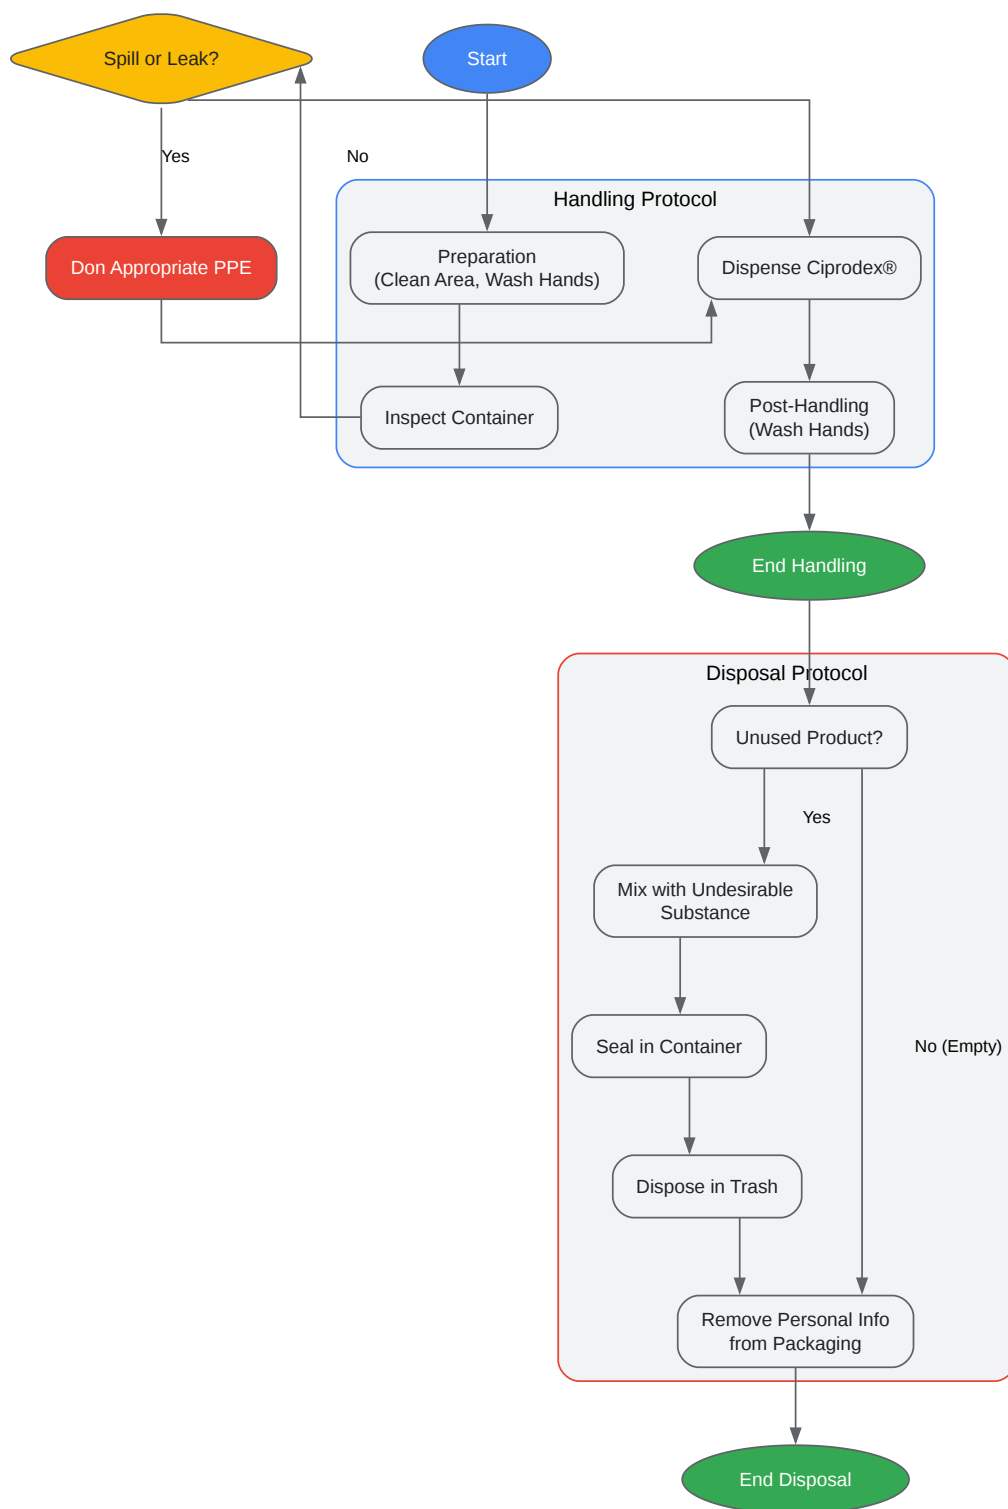 Spill or Leak?
Start
Yes
No
Handling Protocol
Don Appropriate PPE
Preparation
(Clean Area, Wash Hands)
Dispense Ciprodex®
Inspect Container
Post-Handling
(Wash Hands)
End Handling
Disposal Protocol
Unused Product?
Yes
Mix with Undesirable
Substance
Seal in Container
No (Empty)
Dispose in Trash
Remove Personal Info
from Packaging
End Disposal